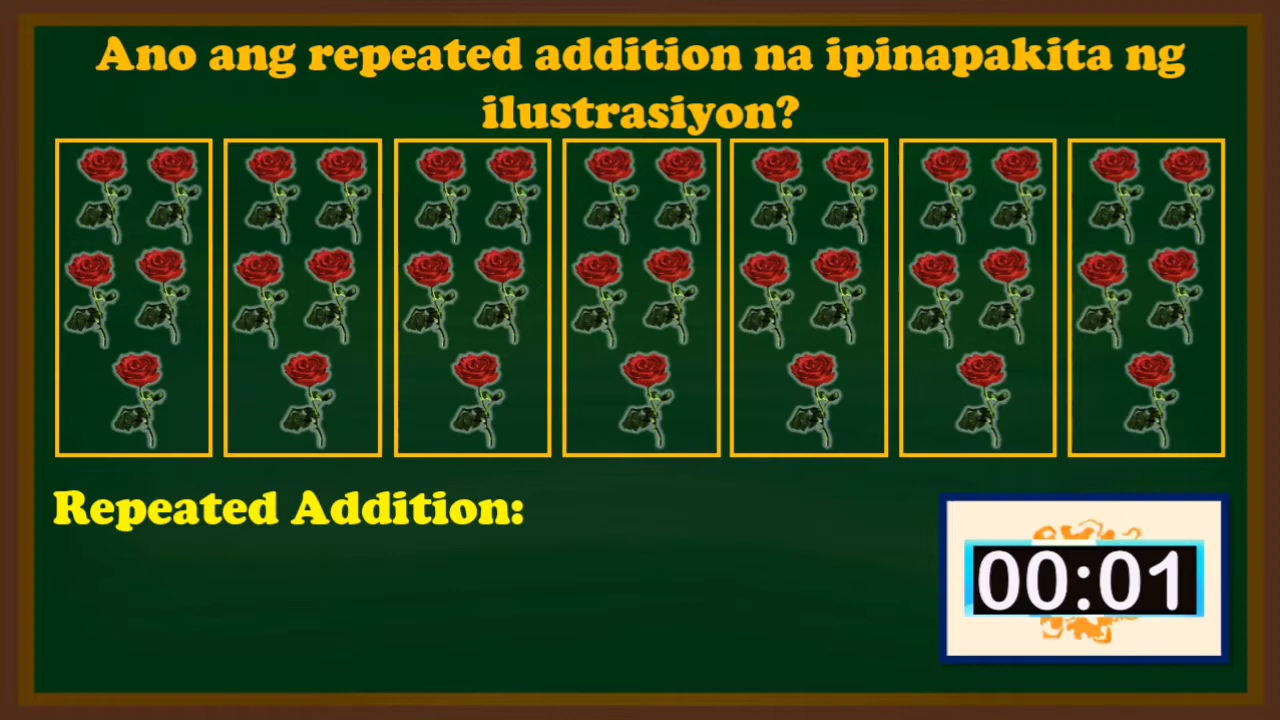 Ano ang repeated addition na ipinapakita ng
ilustrasiyon?
Repeated Addition:
00:01